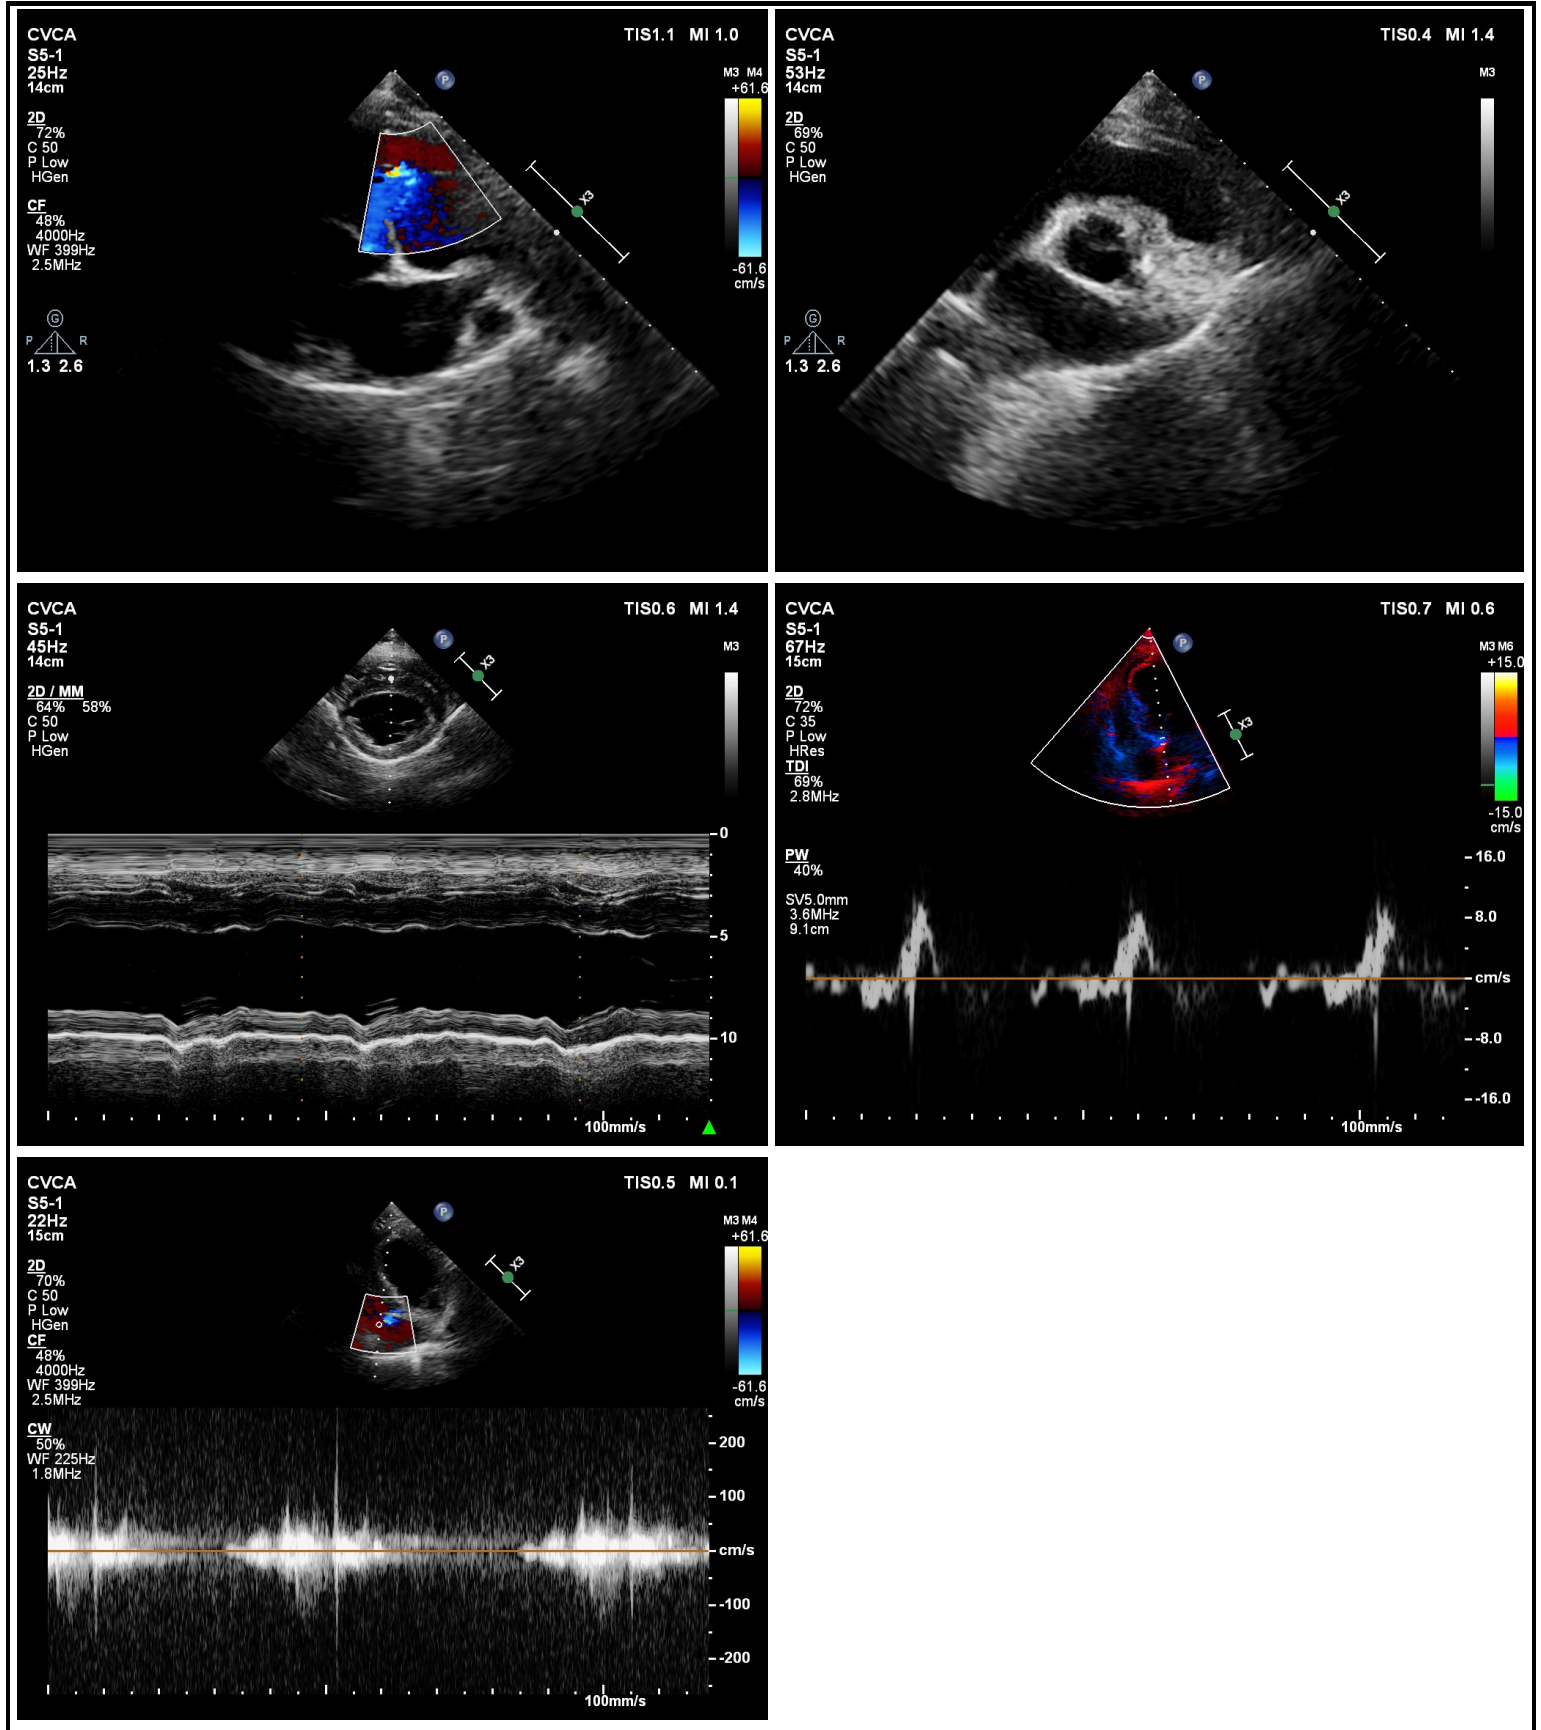 CVCA
TIS1.1 MI 1.0
S5-1
25Hz
14cm
P
M3 M4
+61.6
2D
72%
C 50
P Low
HGen
CF
48%
4000Hz
WF 399Hz
2.5MHz
X3
-61.6
cm/s
G
P R
1.3 2.6
CVCA
TIS0.4 MI 1.4
S5-1
53Hz
14cm
P
M3
2D
69%
C 50
P Low
HGen
X3
G
P R
1.3 2.6
CVCA
TIS0.6 MI 1.4
S5-1
45Hz
14cm
P
M3
X3
2D / MM
64% 58%
C 50
P Low
HGen
0
5
10
100mm/s
CVCA
TIS0.7 MI 0.6
S5-1
67Hz
15cm
P
M3 M6
+15.0
2D
72%
C 35
P Low
HRes
TDI
69%
2.8MHz
X3
-15.0
cm/s
PW
40%
SV5.0mm
3.6MHz
9.1cm
16.0
8.0
cm/s
-8.0
-16.0
100mm/s
CVCA
TIS0.5 MI 0.1
S5-1
22Hz
15cm
P
M3 M4
+61.6
2D
70%
C 50
P Low
HGen
CF
48%
4000Hz
WF 399Hz
2.5MHz
X3
-61.6
cm/s
CW
50%
WF 225Hz
1.8MHz
200
100
cm/s
-100
-200
100mm/s